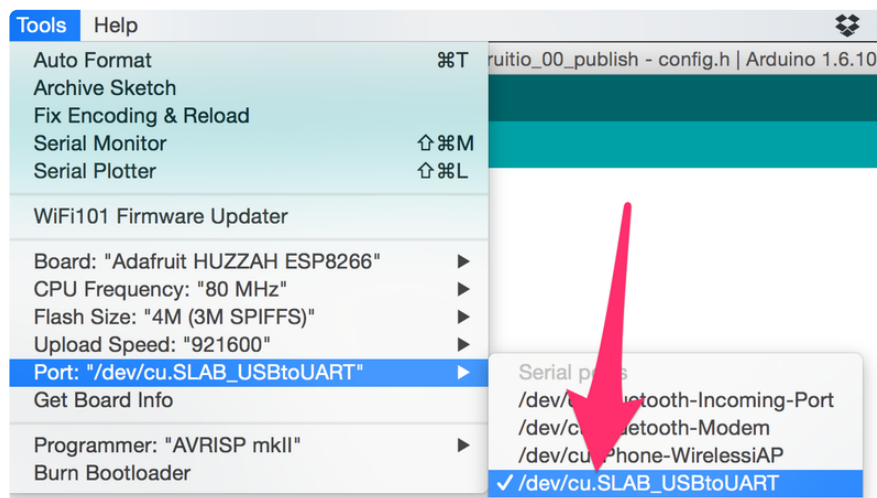 Tools Help
ruitio_00_publish - config.h | Arduino 1.6.10
Auto Format ⌘T
Archive Sketch
Fix Encoding & Reload
Serial Monitor ⇧⌘M
Serial Plotter ⇧⌘L
WiFi101 Firmware Updater
Board: "Adafruit HUZZAH ESP8266"
CPU Frequency: "80 MHz"
Flash Size: "4M (3M SPIFFS)"
Upload Speed: "921600"
Port: "/dev/cu.SLAB_USBtoUART"
Get Board Info
Programmer: "AVRISP mkII"
Burn Bootloader
Serial
/dev/ etooth-Incoming-Port
/dev/c etooth-Modem
/dev/cu Phone-WirelessiAP
✓ /dev/cu.SLAB_USBtoUART